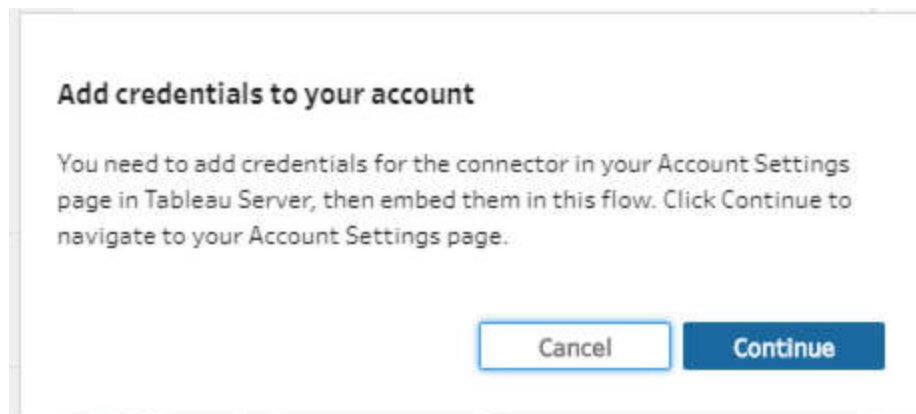 Add credentials to your account
You need to add credentials for the connector in your Account Settings
page in Tableau Server, then embed them in this flow. Click Continue to
navigate to your Account Settings page.
Cancel
Continue